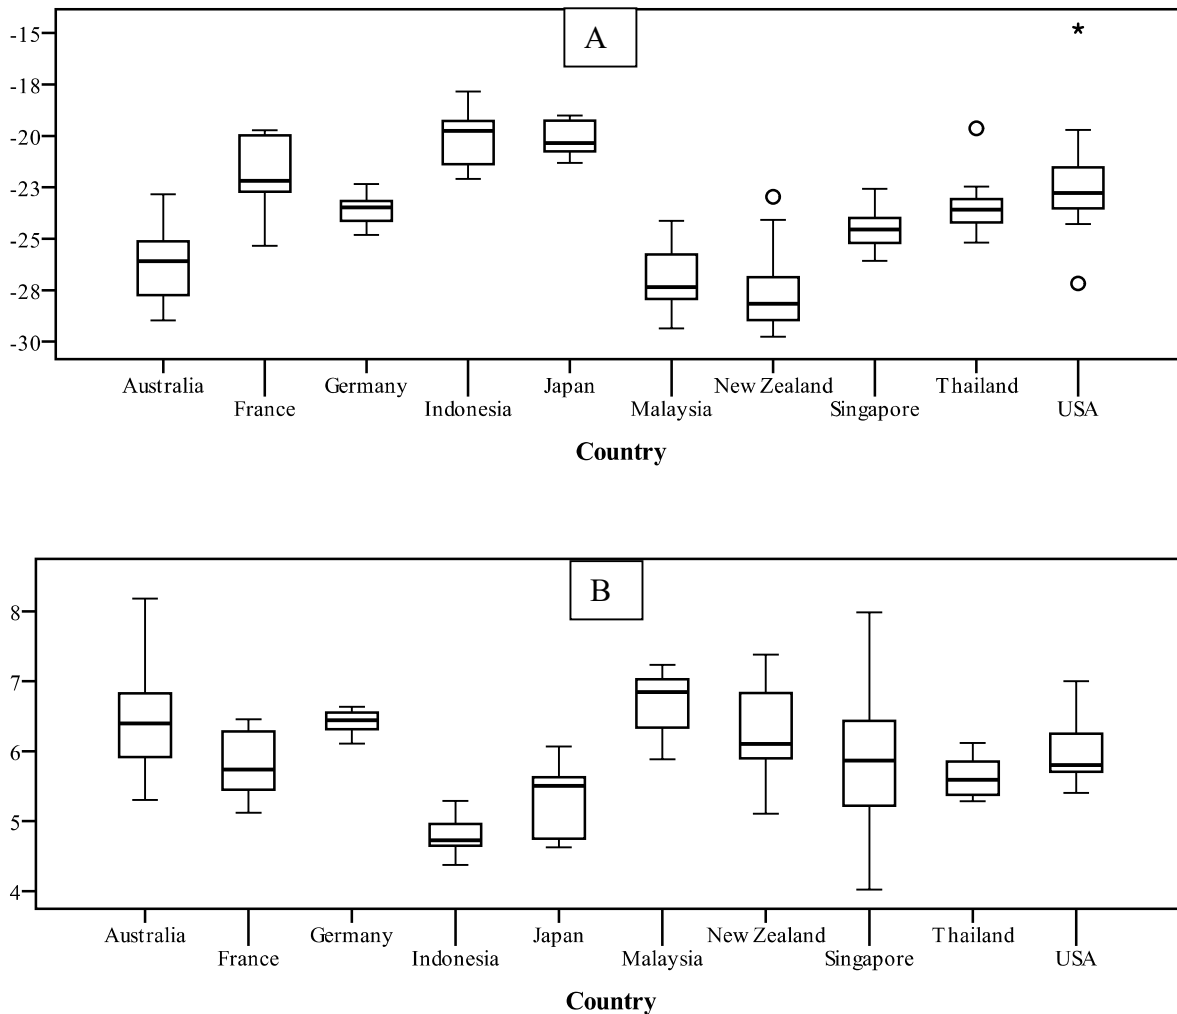 A
-15
-18
-20
-23
-25
-28
-30
Australia Germany Japan New Zealand Thailand
France Indonesia Malaysia Singapore USA
Country
B
8
7
6
5
4
Australia Germany Japan New Zealand Thailand
France Indonesia Malaysia Singapore USA
Country